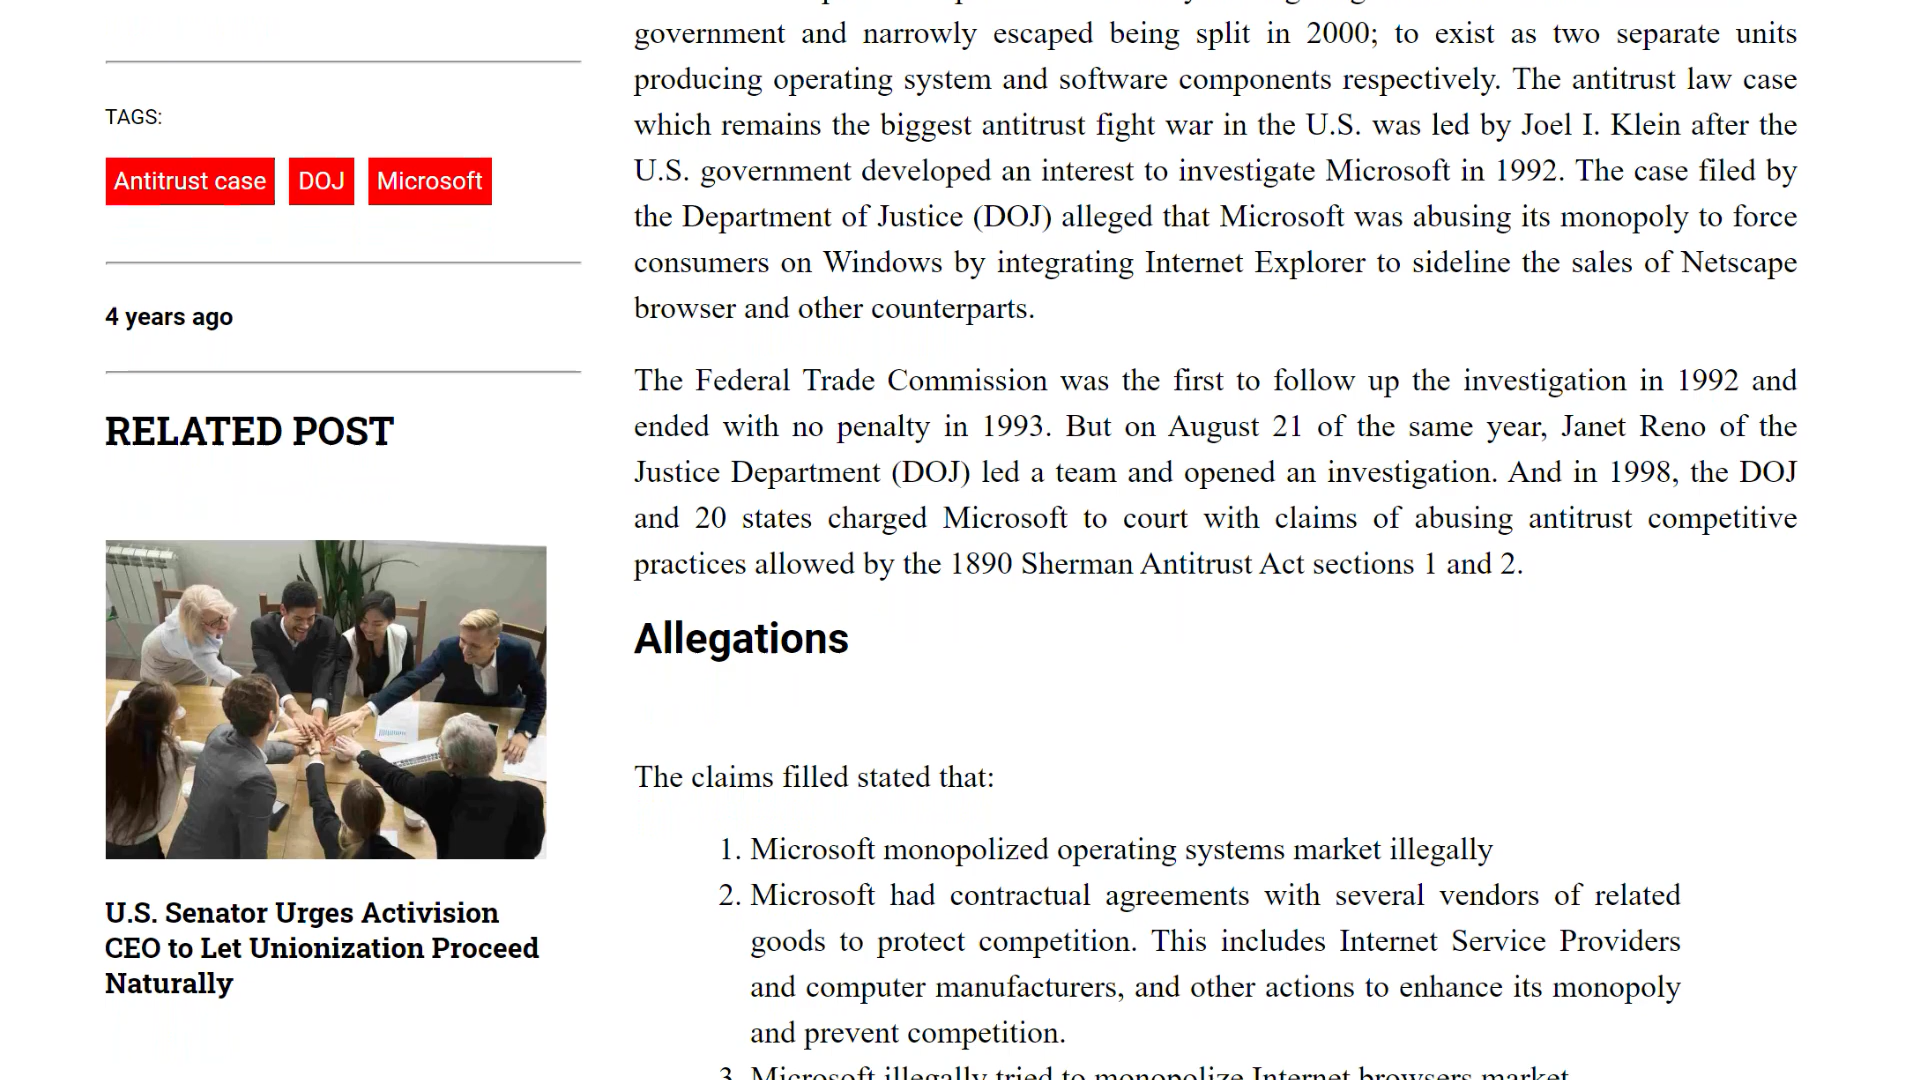 TAGS:
Antitrust case DOJ Microsoft
4 years ago
RELATED POST
U.S. Senator Urges Activision
CEO to Let Unionization Proceed
Naturally
government and narrowly escaped being split in 2000; to exist as two separate units
producing operating system and software components respectively. The antitrust law case
which remains the biggest antitrust fight war in the U.S. was led by Joel I. Klein after the
U.S. government developed an interest to investigate Microsoft in 1992. The case filed by
the Department of Justice (DOJ) alleged that Microsoft was abusing its monopoly to force
consumers on Windows by integrating Internet Explorer to sideline the sales of Netscape
browser and other counterparts.
The Federal Trade Commission was the first to follow up the investigation in 1992 and
ended with no penalty in 1993. But on August 21 of the same year, Janet Reno of the
Justice Department (DOJ) led a team and opened an investigation. And in 1998, the DOJ
and 20 states charged Microsoft to court with claims of abusing antitrust competitive
practices allowed by the 1890 Sherman Antitrust Act sections 1 and 2.
Allegations
The claims filled stated that:
1. Microsoft monopolized operating systems market illegally
2. Microsoft had contractual agreements with several vendors of related
goods to protect competition. This includes Internet Service Providers
and computer manufacturers, and other actions to enhance its monopoly
and prevent competition.
3. Microsoft illegally tried to monopolize Internet browsers market